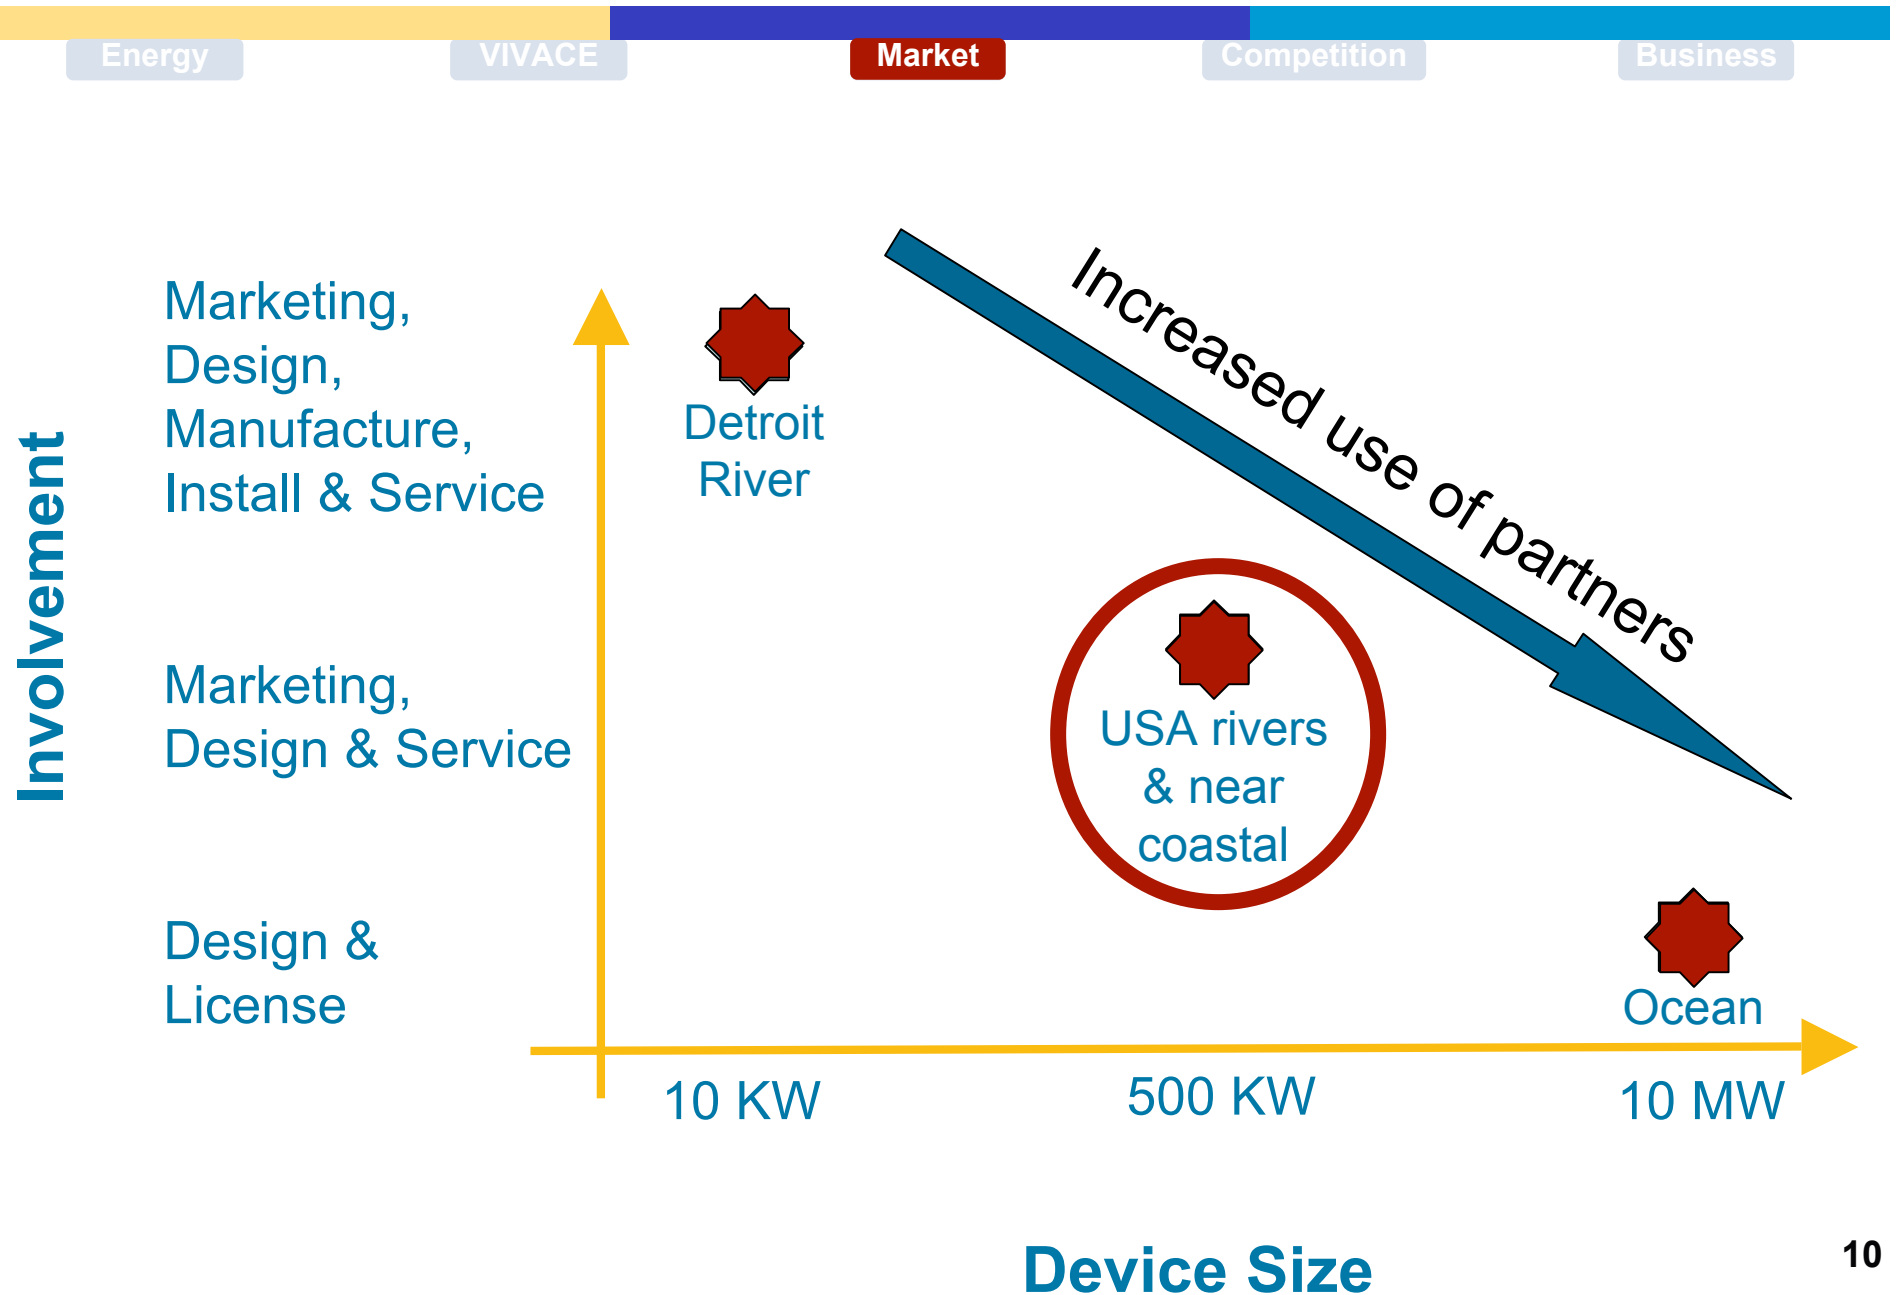 Energy
VIVACE
Market
Competition
Business
Increased use of partners
Involvement
Marketing,
Design,
Manufacture,
Install & Service
Detroit
River
Marketing,
Design & Service
USA rivers
& near
coastal
Design &
License
Ocean
10 KW
500 KW
10 MW
Device Size
10